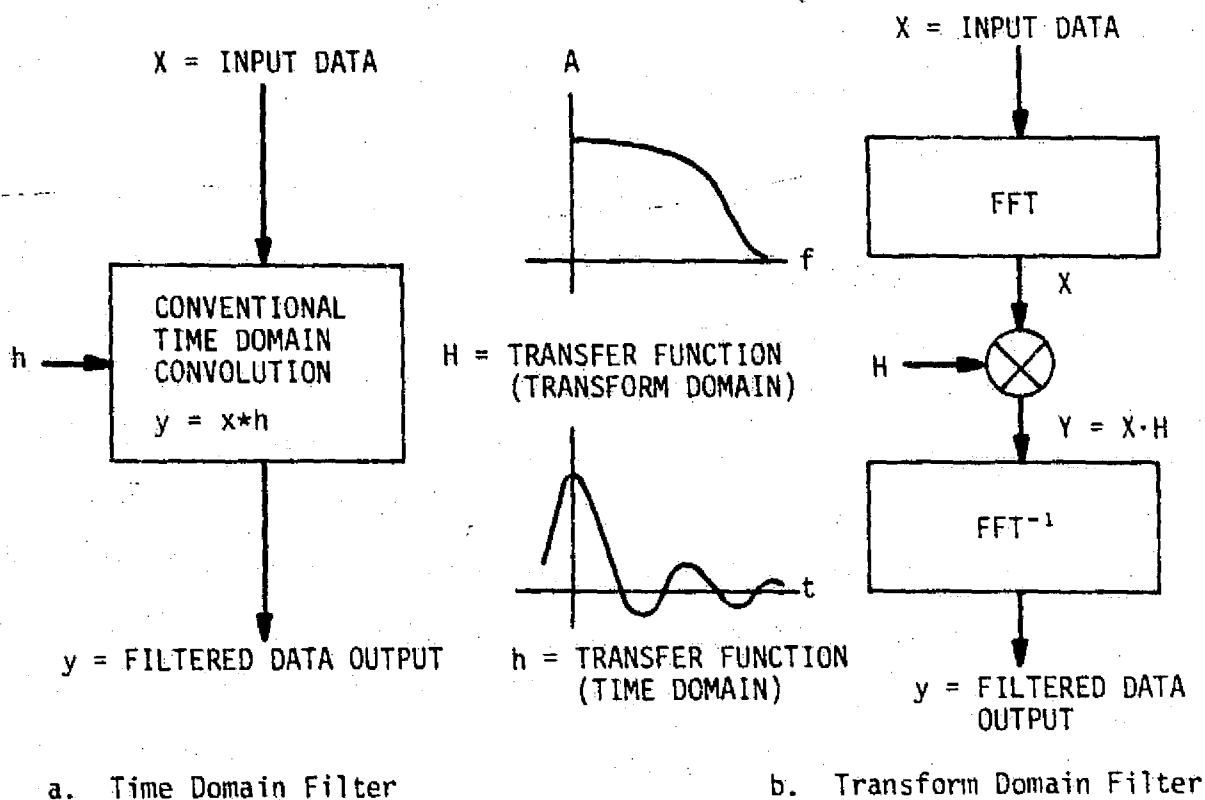 X = INPUT DATA
h
CONVENTIONAL
TIME DOMAIN
CONVOLUTION
y = x*h
y = FILTERED DATA OUTPUT
a. Time Domain Filter
A
f
H = TRANSFER FUNCTION
(TRANSFORM DOMAIN)
t
h = TRANSFER FUNCTION
(TIME DOMAIN)
X = INPUT DATA
FFT
X
H
Y = X·H
FFT⁻¹
y = FILTERED DATA
OUTPUT
b. Transform Domain Filter